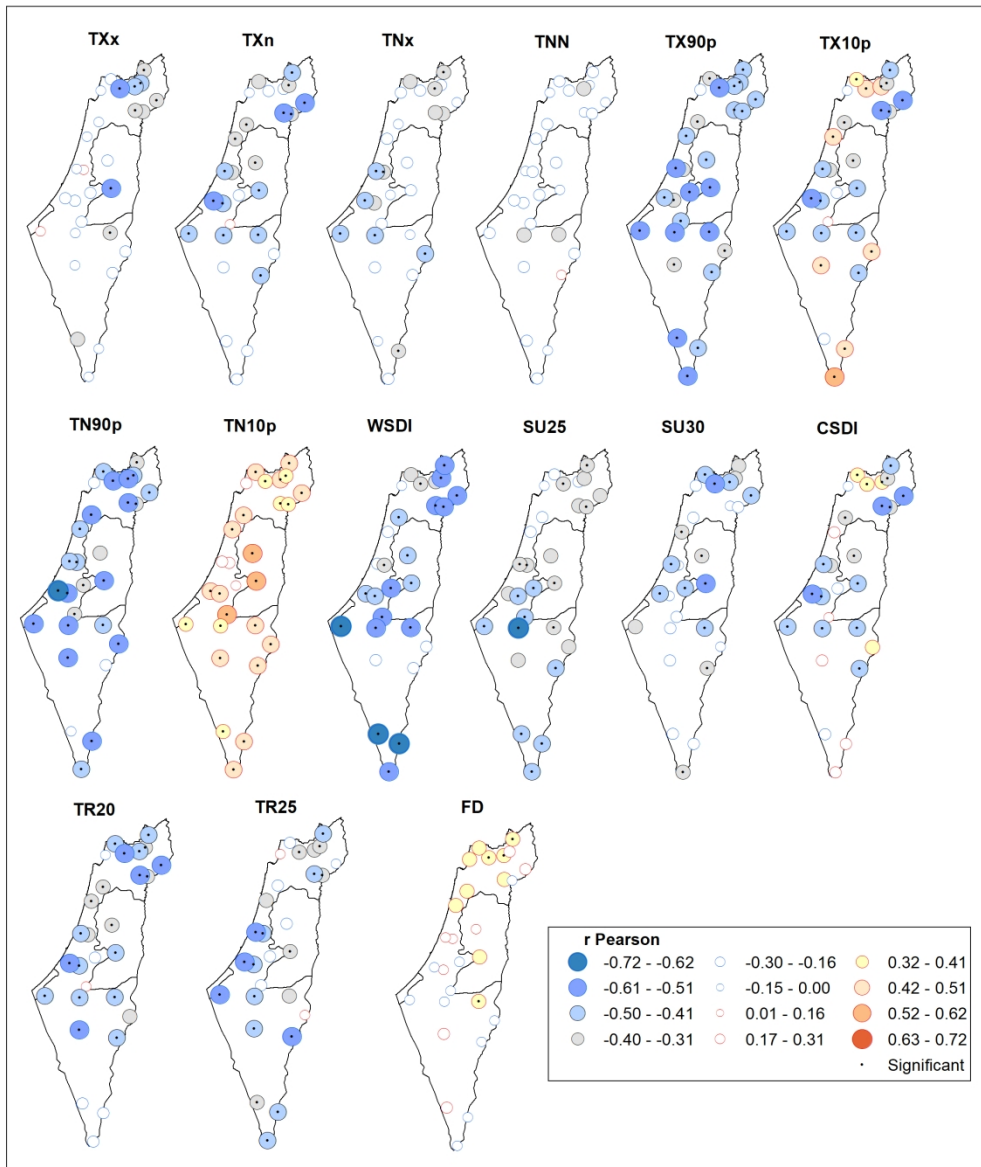 TXx TXn TNx TNN TX90p TX10p
TN90p TN10p WSDI SU25 SU30 CSDI
TR20 TR25 FD
r Pearson
-0.72 - -0.62 -0.30 - -0.16 0.32 - 0.41
-0.61 - -0.51 -0.15 - 0.00 0.42 - 0.51
-0.50 - -0.41 0.01 - 0.16 0.52 - 0.62
-0.40 - -0.31 0.17 - 0.31 0.63 - 0.72
Significant